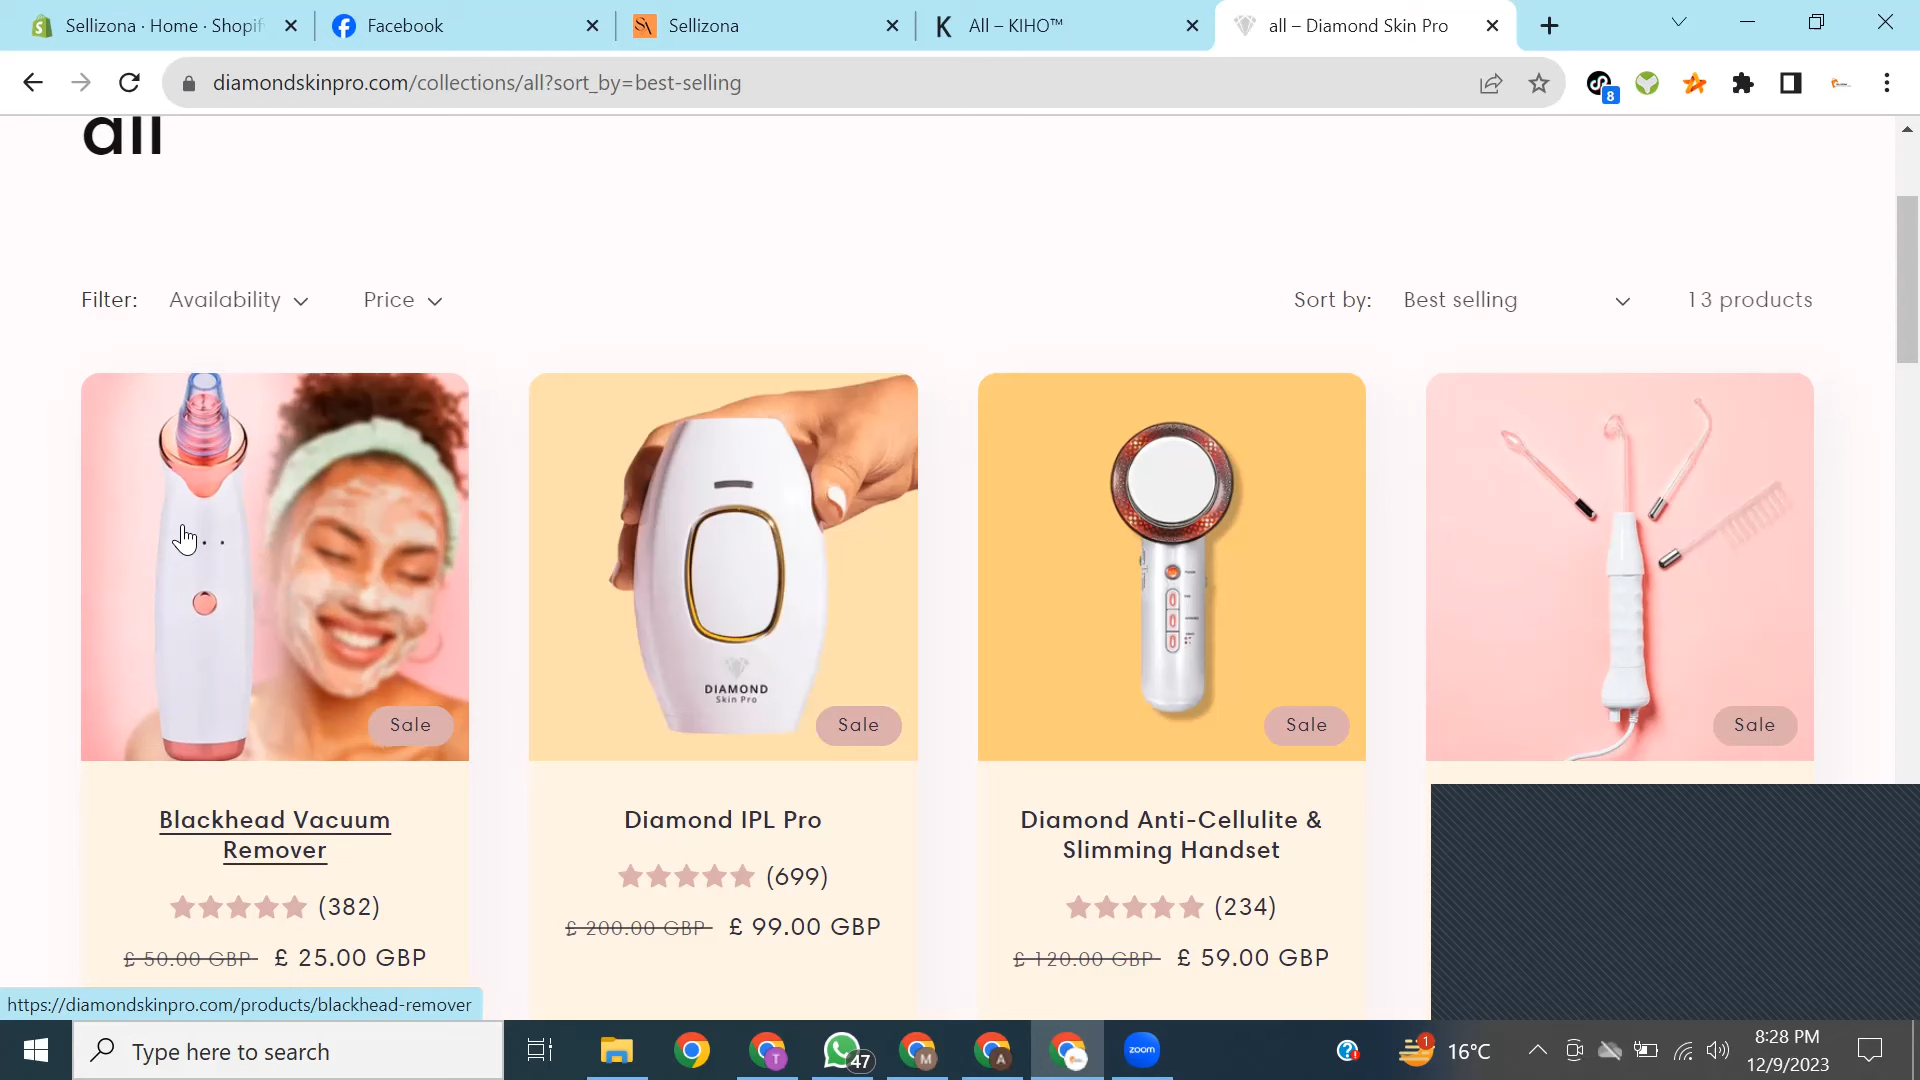 Sellizona · Home · Shopif
Facebook
SA
Sellizona
K
All – KIHO™
all – Diamond Skin Pro
diamondskinpro.com/collections/all?sort_by=best-selling
8
all
Filter:
Availability
Price
Sort by:
Best selling
13 products
DIAMOND
Skin Pro
Sale
Sale
Sale
Sale
Blackhead Vacuum
Remover
(382)
£ 50.00 GBP £ 25.00 GBP
Diamond IPL Pro
(699)
£ 200.00 GBP £ 99.00 GBP
Diamond Anti-Cellulite &
Slimming Handset
(234)
£ 120.00 GBP £ 59.00 GBP
https://diamondskinpro.com/products/blackhead-remover
Type here to search
T
47
M
A
zoom
1
16°C
8:28 PM
12/9/2023